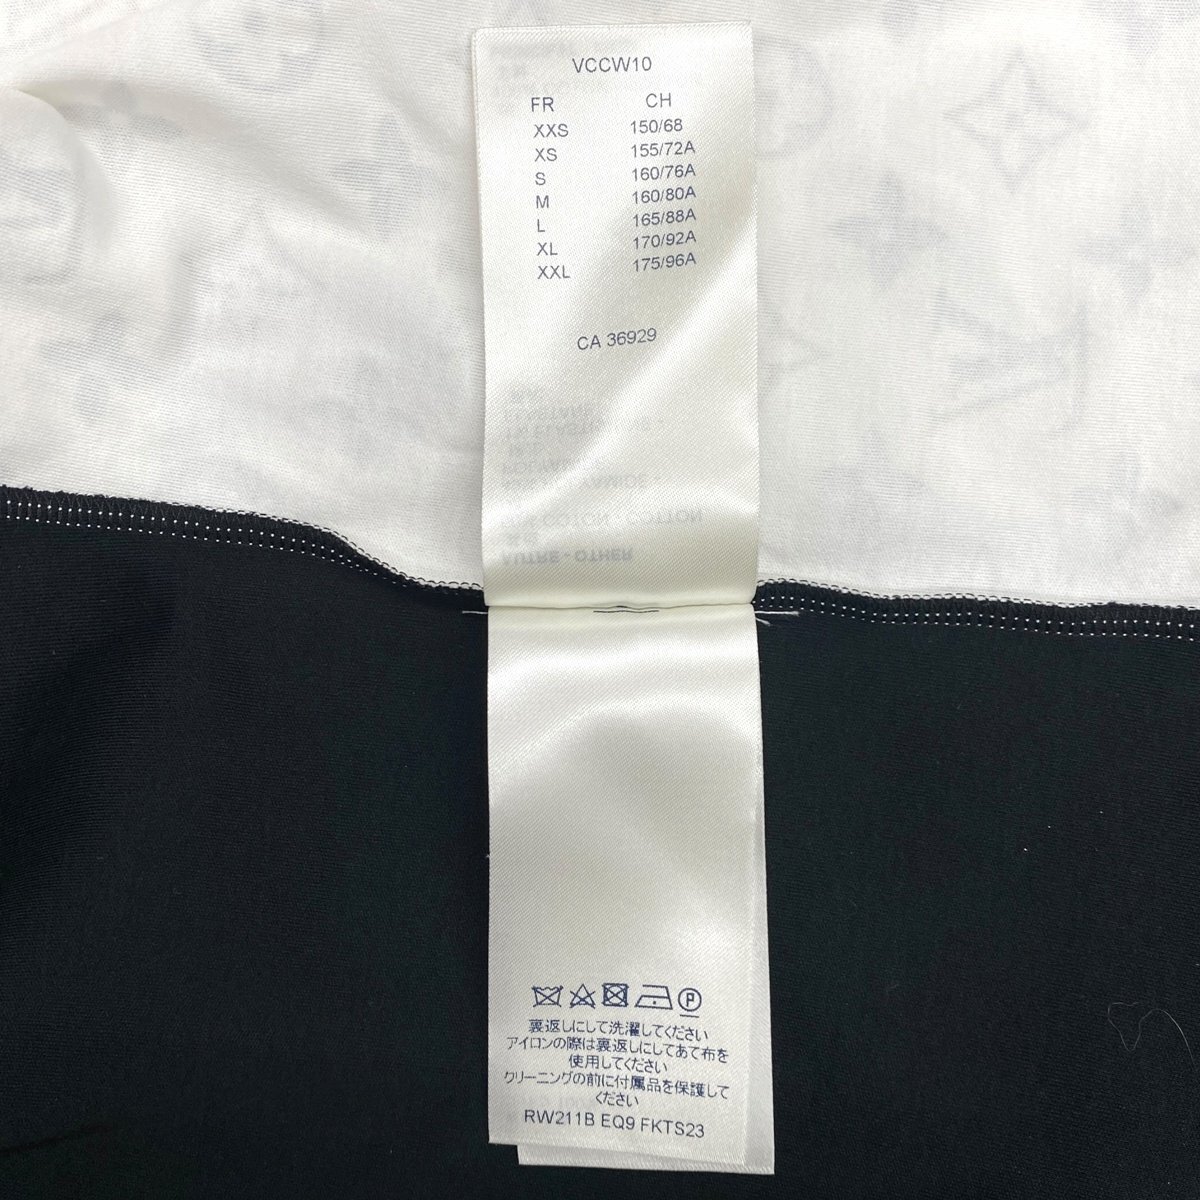 VCCW10
FR CH
XXS 150/68
XS 155/72A
S 160/76A
M 160/80A
L 165/88A
XL 170/92A
XXL 175/96A
CA 36929
COTON - COTTON
AUTRE - OTHER
P
裏返しにして洗濯してください
アイロンの際は裏返しにしてあて布を
使用してください
クリーニングの前に付属品を保護して
ください
RW211B EQ9 FKTS23